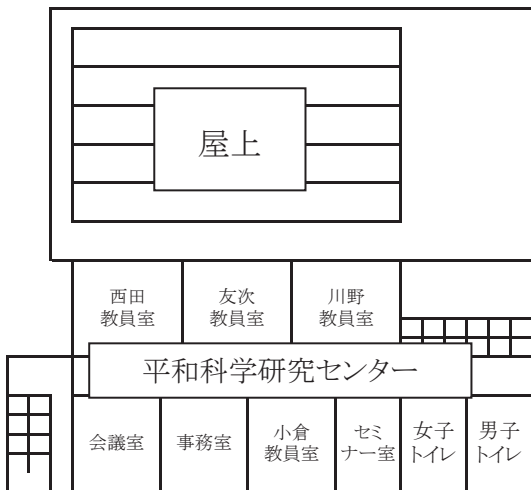 屋上
西田
教員室
友次
教員室
川野
教員室
平和科学研究センター
会議室
事務室
小倉
教員室
セミ
ナー室
女子
トイレ
男子
トイレ